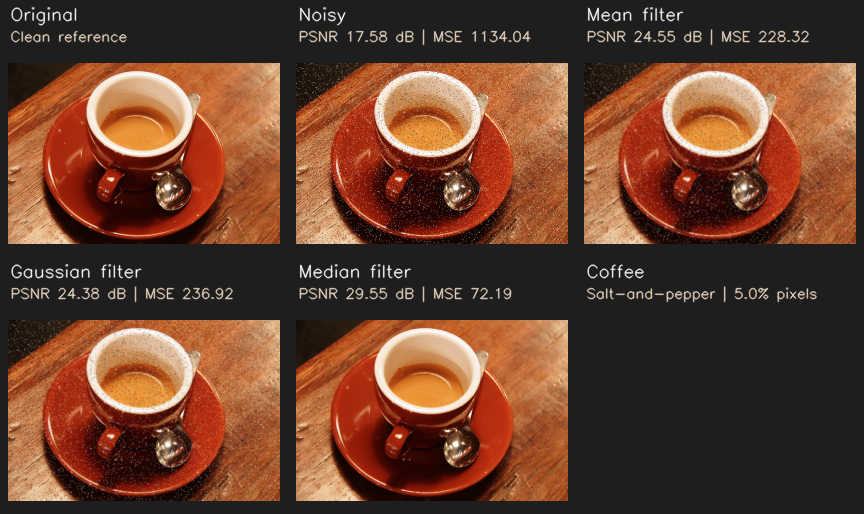 Original
Clean reference
Noisy
PSNR 17.58 dB | MSE 1134.04
Mean filter
PSNR 24.55 dB | MSE 228.32
Gaussian filter
PSNR 24.38 dB | MSE 236.92
Median filter
PSNR 29.55 dB | MSE 72.19
Coffee
Salt-and-pepper | 5.0% pixels